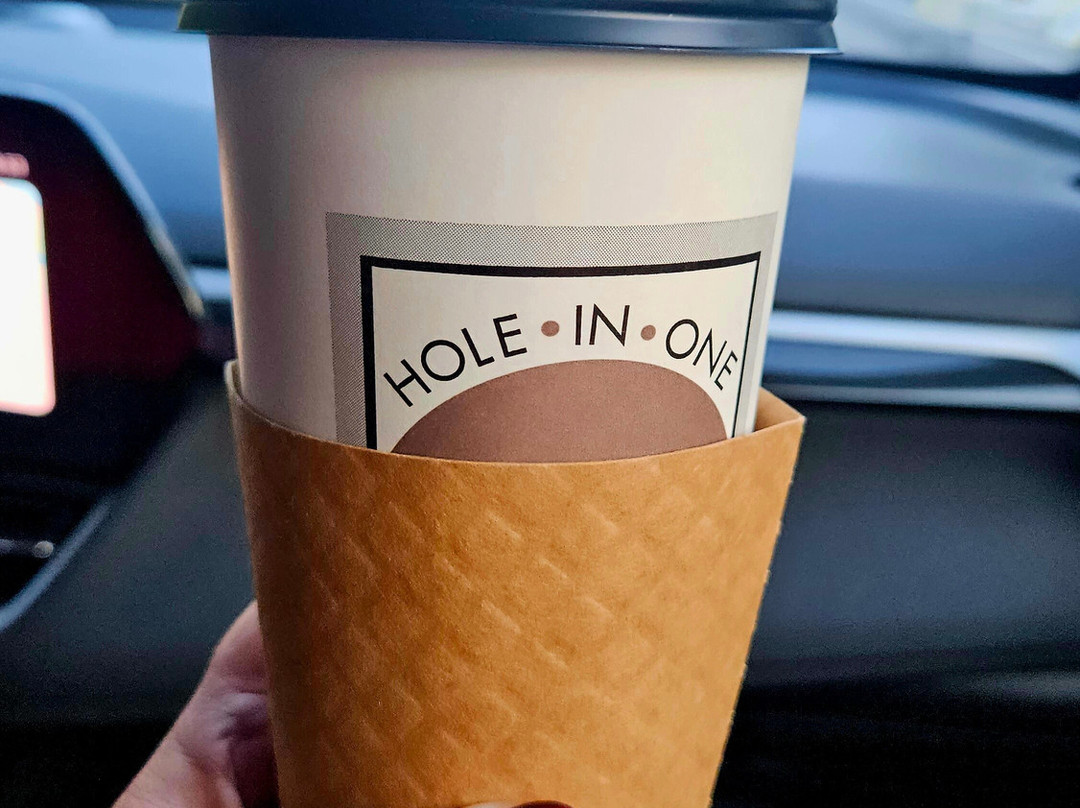 HOLE • IN • ONE